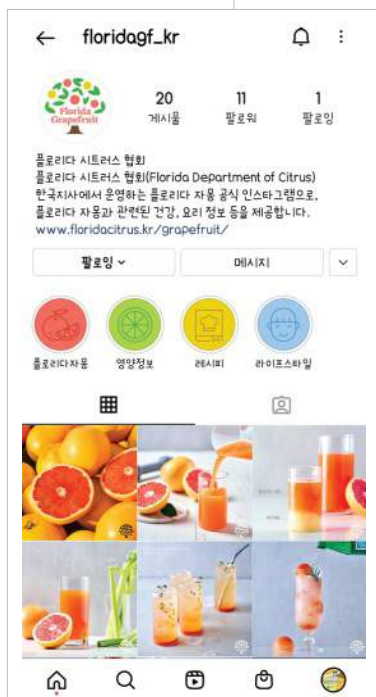 floridagf_kr
Florida
Grapefruit
20
11
1
게시물
팔로워
팔로잉
플로리다 시트러스 협회
플로리다 시트러스 협회(Florida Department of Citrus)
한국지사에서 운영하는 플로리다 자몽 공식 인스타그램으로,
플로리다 자몽과 관련된 건강, 요리 정보 등을 제공합니다.
www.floridacitrus.kr/grapefruit/
팔로잉
메시지
플로리다자몽
영양정보
레시피
라이프스타일